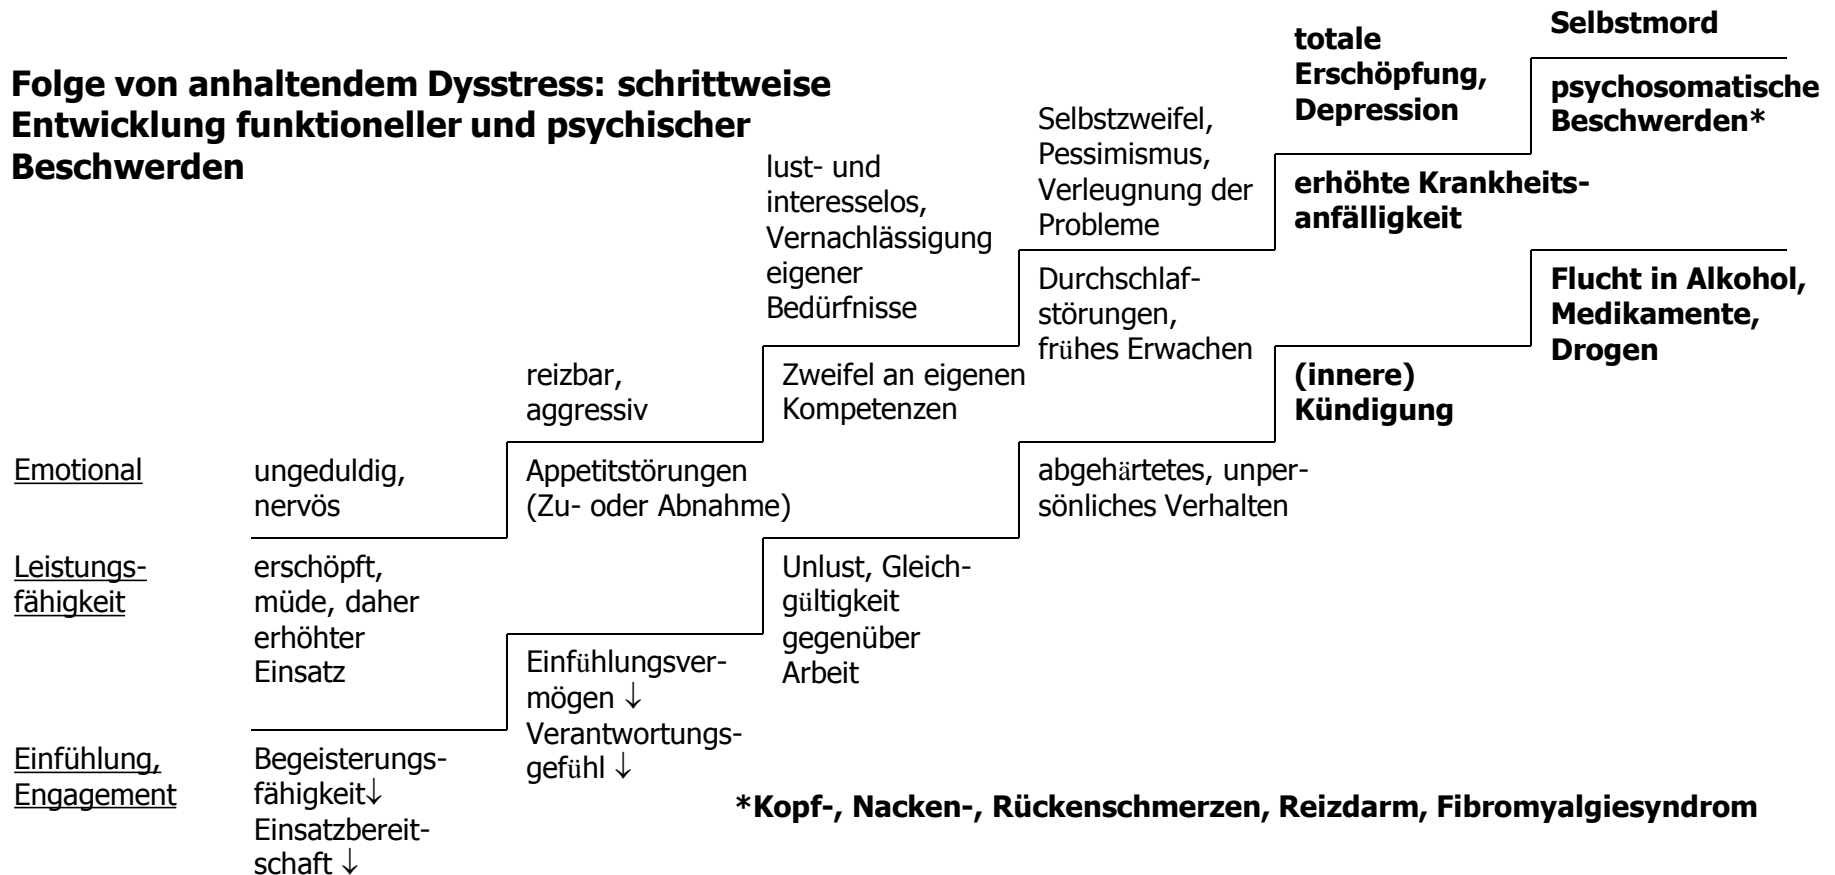 Folge von anhaltendem Dysstress: schrittweise
Entwicklung funktioneller und psychischer
Beschwerden
Emotional
ungeduldig,
nervös
reizbar,
aggressiv
lust- und
interesselos,
Vernachlässigung
eigener
Bedürfnisse
Selbstzweifel,
Pessimismus,
Verleugnung der
Probleme
totale
Erschöpfung,
Depression
Selbstmord
Leistungs-
fähigkeit
erschöpft,
müde, daher
erhöhter
Einsatz
Appetitstörungen
(Zu- oder Abnahme)
Zweifel an eigenen
Kompetenzen
Durchschlaf-
störungen,
frühes Erwachen
erhöhte Krankheits-
anfälligkeit
psychosomatische
Beschwerden*
Einfühlung,
Engagement
Begeisterungs-
fähigkeit↓
Einsatzbereit-
schaft ↓
Einfühlungsver-
mögen ↓
Verantwortungs-
gefühl ↓
Unlust, Gleich-
gültigkeit
gegenüber
Arbeit
abgehärtetes, unper-
sönliches Verhalten
(innere)
Kündigung
Flucht in Alkohol,
Medikamente,
Drogen
*Kopf-, Nacken-, Rückenschmerzen, Reizdarm, Fibromyalgiesyndrom